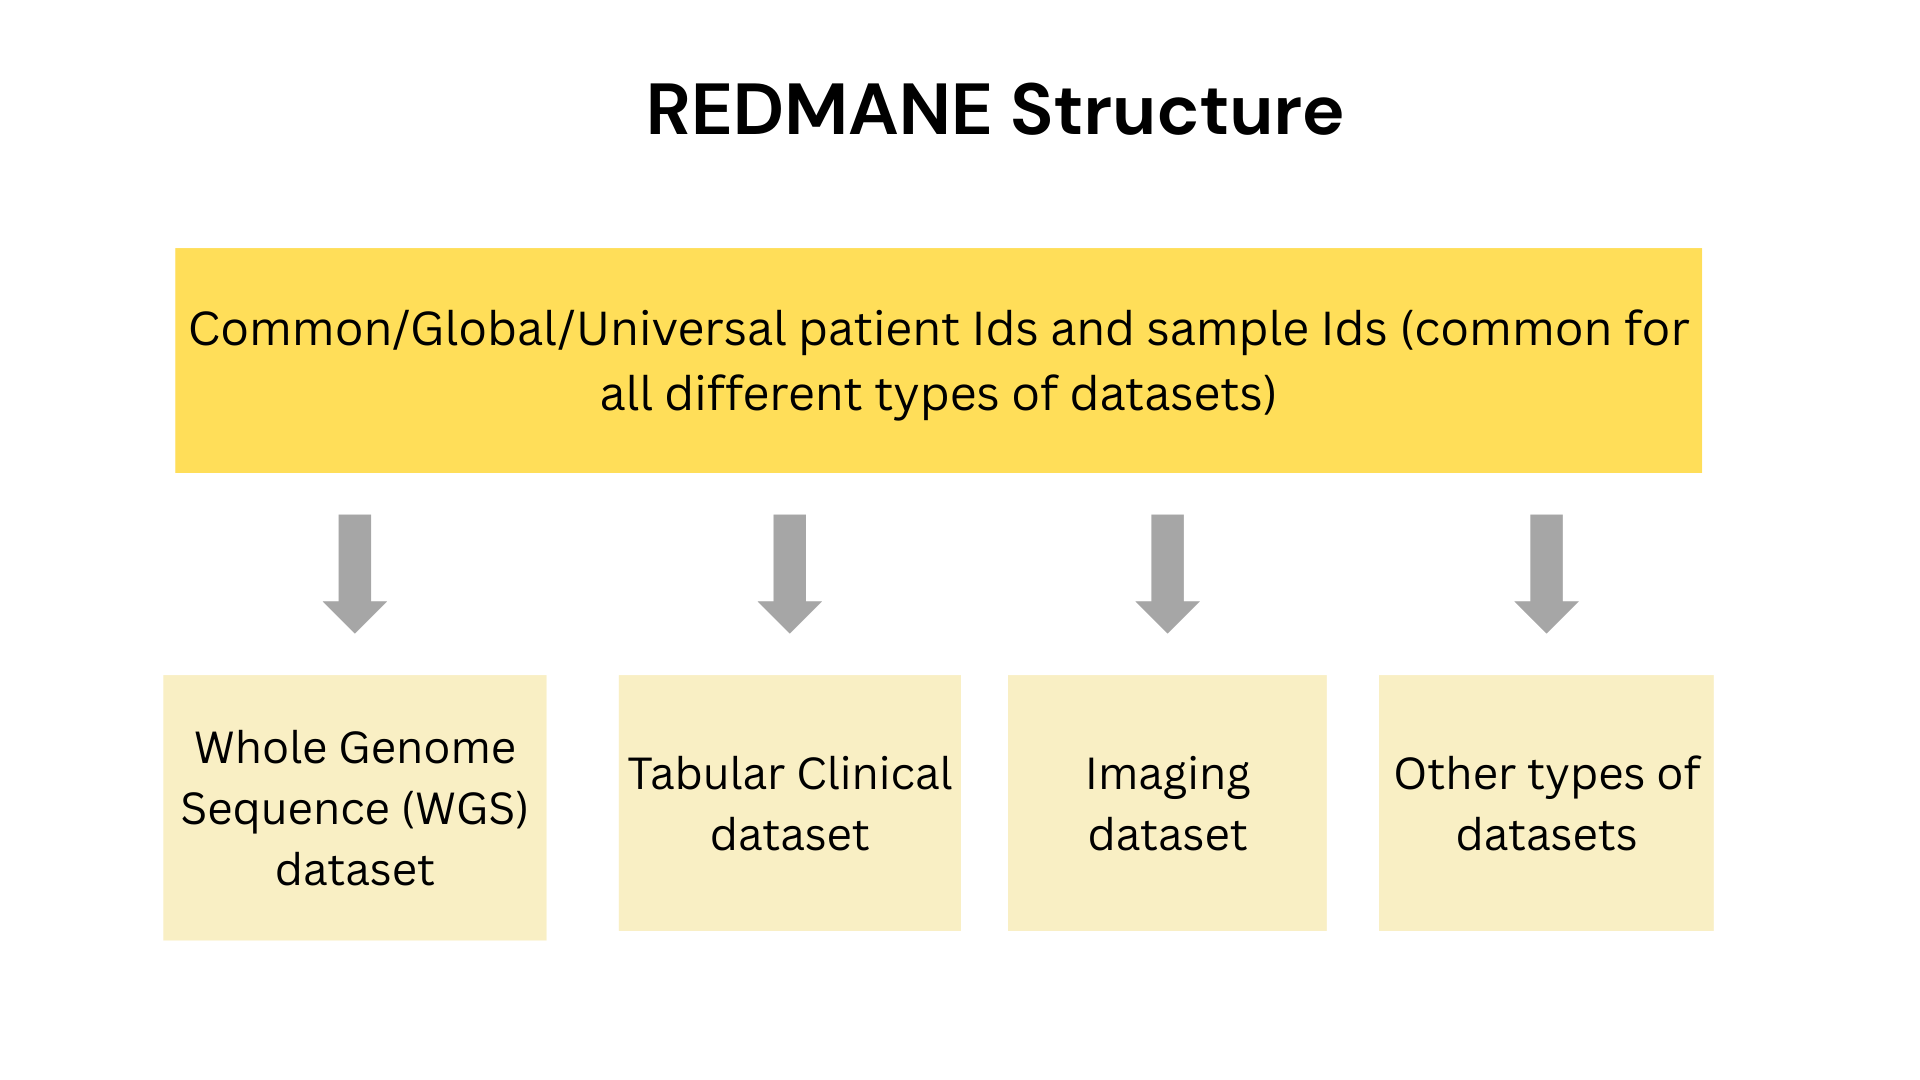 REDMANE Structure
Common/Global/Universal patient Ids and sample Ids (common for
all different types of datasets)
Whole Genome
Sequence (WGS)
dataset
Tabular Clinical
dataset
Imaging
dataset
Other types of
datasets